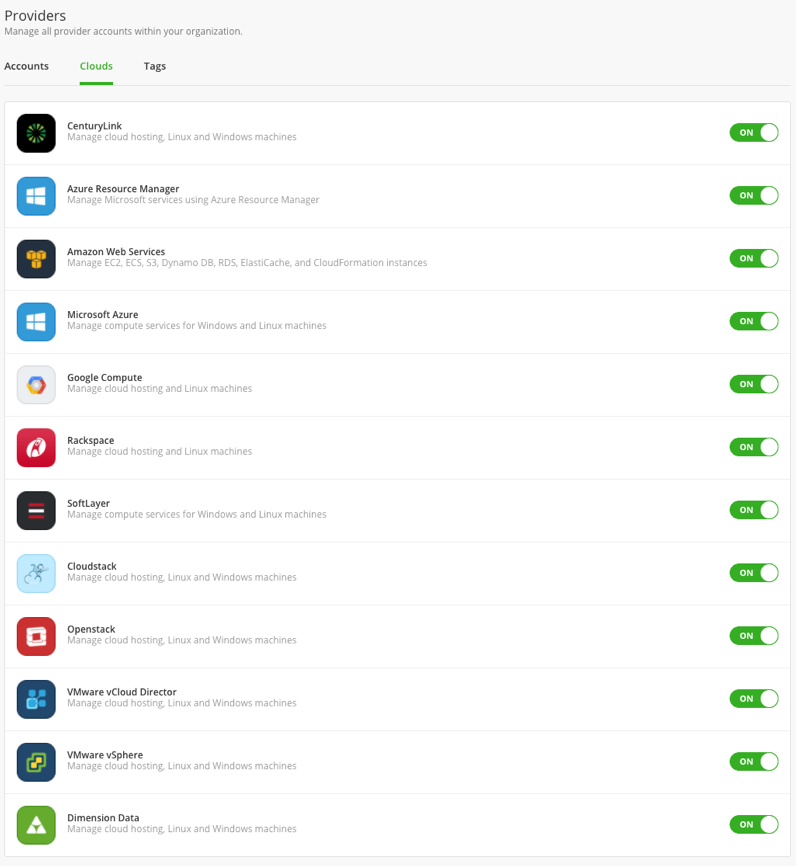 Providers
Manage all provider accounts within your organization.
Accounts Clouds Tags
CenturyLink
Manage cloud hosting, Linux and Windows machines
ON
Azure Resource Manager
Manage Microsoft services using Azure Resource Manager
ON
Amazon Web Services
Manage EC2, ECS, S3, Dynamo DB, RDS, ElastiCache, and CloudFormation instances
ON
Microsoft Azure
Manage compute services for Windows and Linux machines
ON
Google Compute
Manage cloud hosting and Linux machines
ON
Rackspace
Manage cloud hosting and Linux machines
ON
SoftLayer
Manage compute services for Windows and Linux machines
ON
Cloudstack
Manage cloud hosting, Linux and Windows machines
ON
Openstack
Manage cloud hosting, Linux and Windows machines
ON
VMware vCloud Director
Manage cloud hosting, Linux and Windows machines
ON
VMware vSphere
Manage cloud hosting, Linux and Windows machines
ON
Dimension Data
Manage cloud hosting, Linux and Windows machines
ON